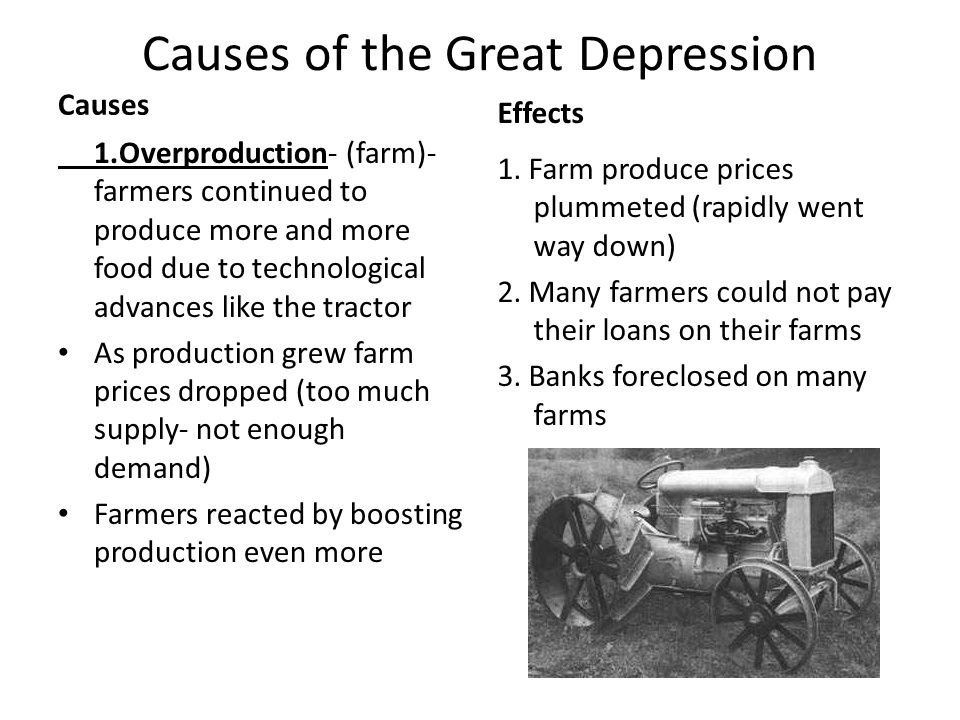 Causes of the Great Depression
Causes
1.Overproduction- (farm)-
farmers continued to
produce more and more
food due to technological
advances like the tractor
• As production grew farm
prices dropped (too much
supply- not enough
demand)
• Farmers reacted by boosting
production even more
Effects
1. Farm produce prices
plummeted (rapidly went
way down)
2. Many farmers could not pay
their loans on their farms
3. Banks foreclosed on many
farms